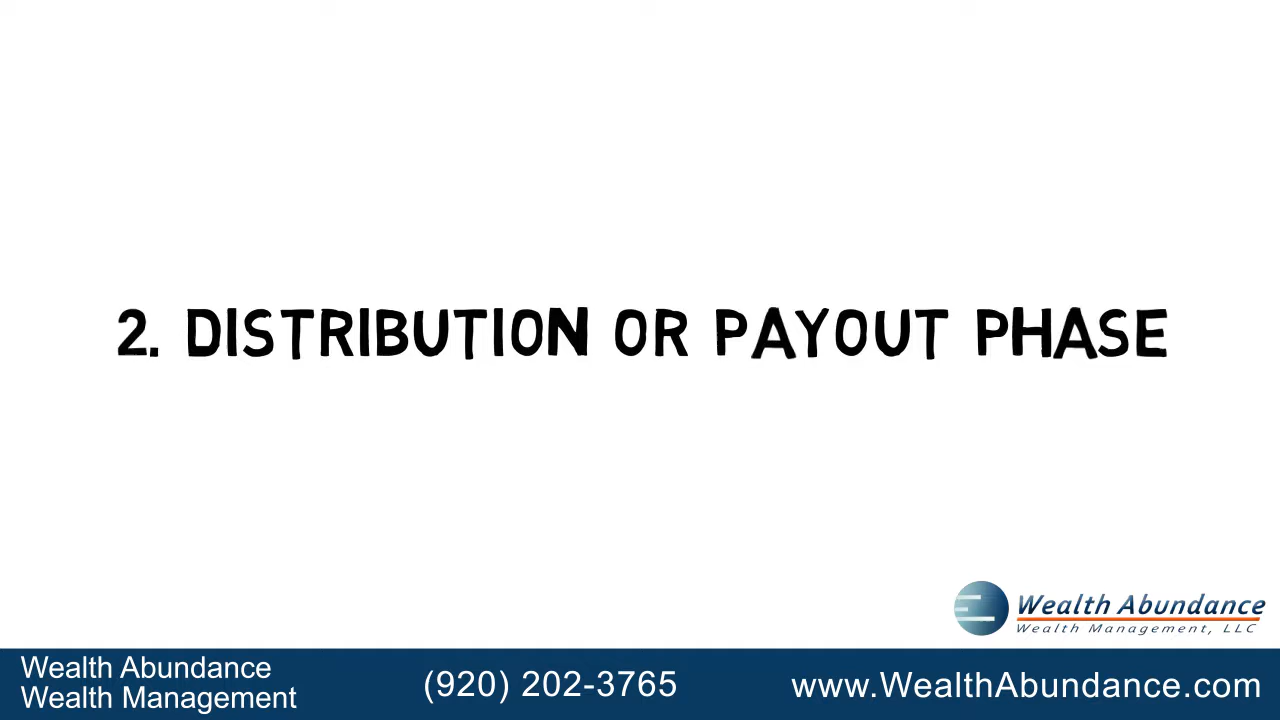 2. DISTRIBUTION OR PAYOUT PHASE
Wealth Abundance
Wealth Management, LLC
Wealth Abundance
Wealth Management
(920) 202-3765
www.WealthAbundance.com